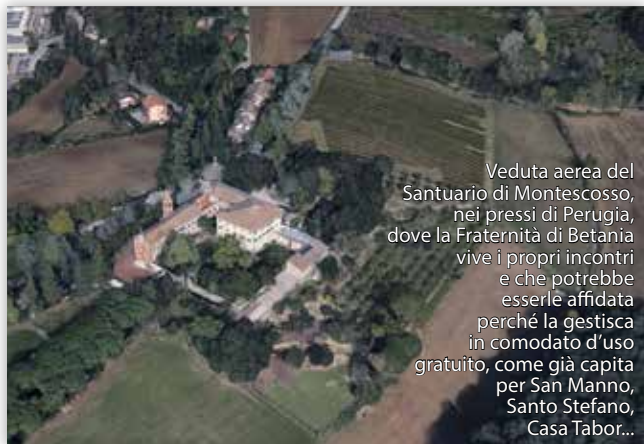 Veduta aerea del
Santuario di Montescosso,
nei pressi di Perugia,
dove la Fraternità di Betania
vive i propri incontri
e che potrebbe
esserle affidata
perché la gestisca
in comodato d'uso
gratuito, come già capita
per San Manno,
Santo Stefano,
Casa Tabor...